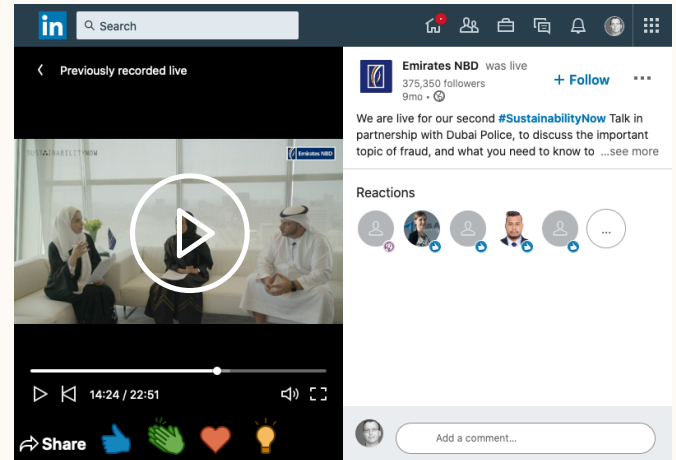 in
Search
Previously recorded live
SUSTAINABILITYNOW
Emirates NBD
14:24 / 22:51
Share
Emirates NBD was live
375,350 followers
9mo •
+ Follow
We are live for our second #SustainabilityNow Talk in
partnership with Dubai Police, to discuss the important
topic of fraud, and what you need to know to ...see more
Reactions
...
Add a comment...